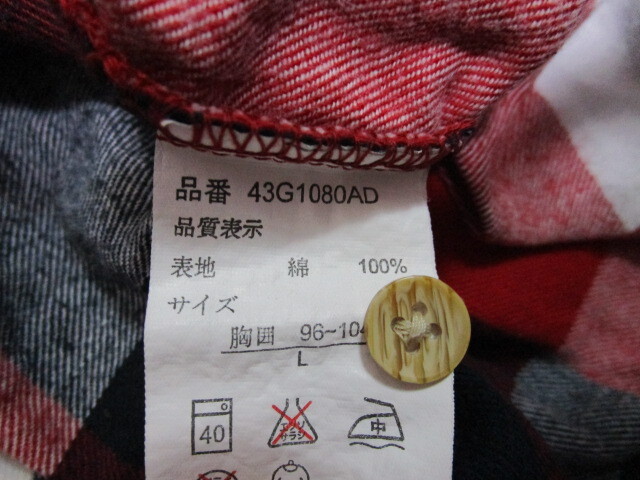 品番 43G1080AD
品質表示
表地 綿 100%
サイズ
胸囲 96~104
L
40 中